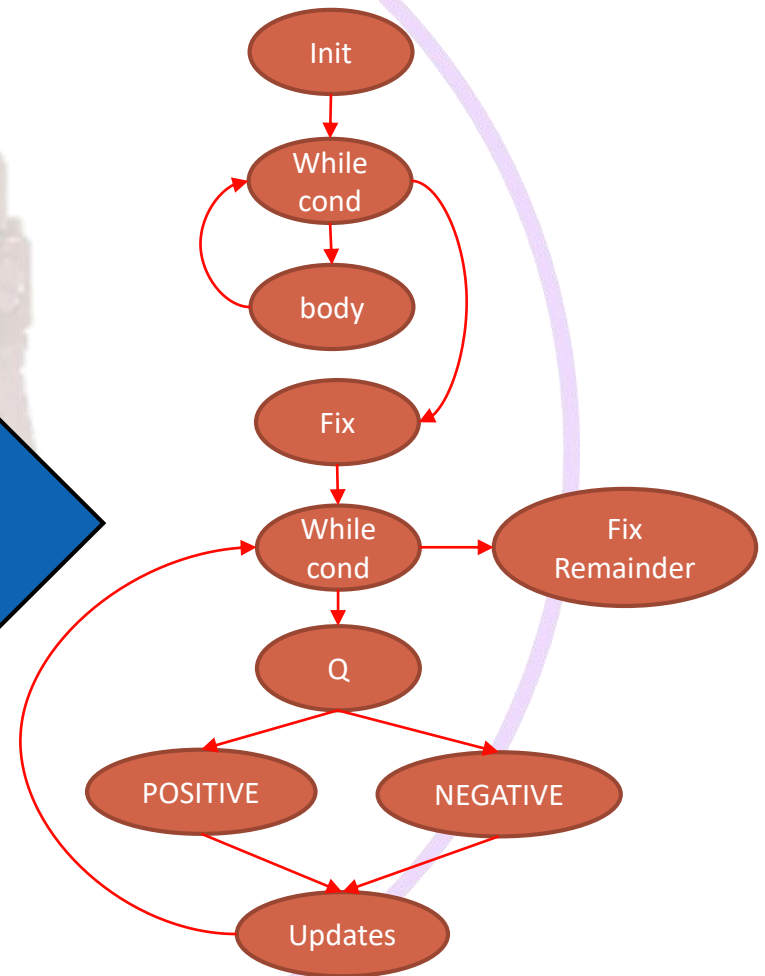 Init
While
cond
body
Fix
While
cond
Fix
Remainder
Q
POSITIVE
NEGATIVE
Updates